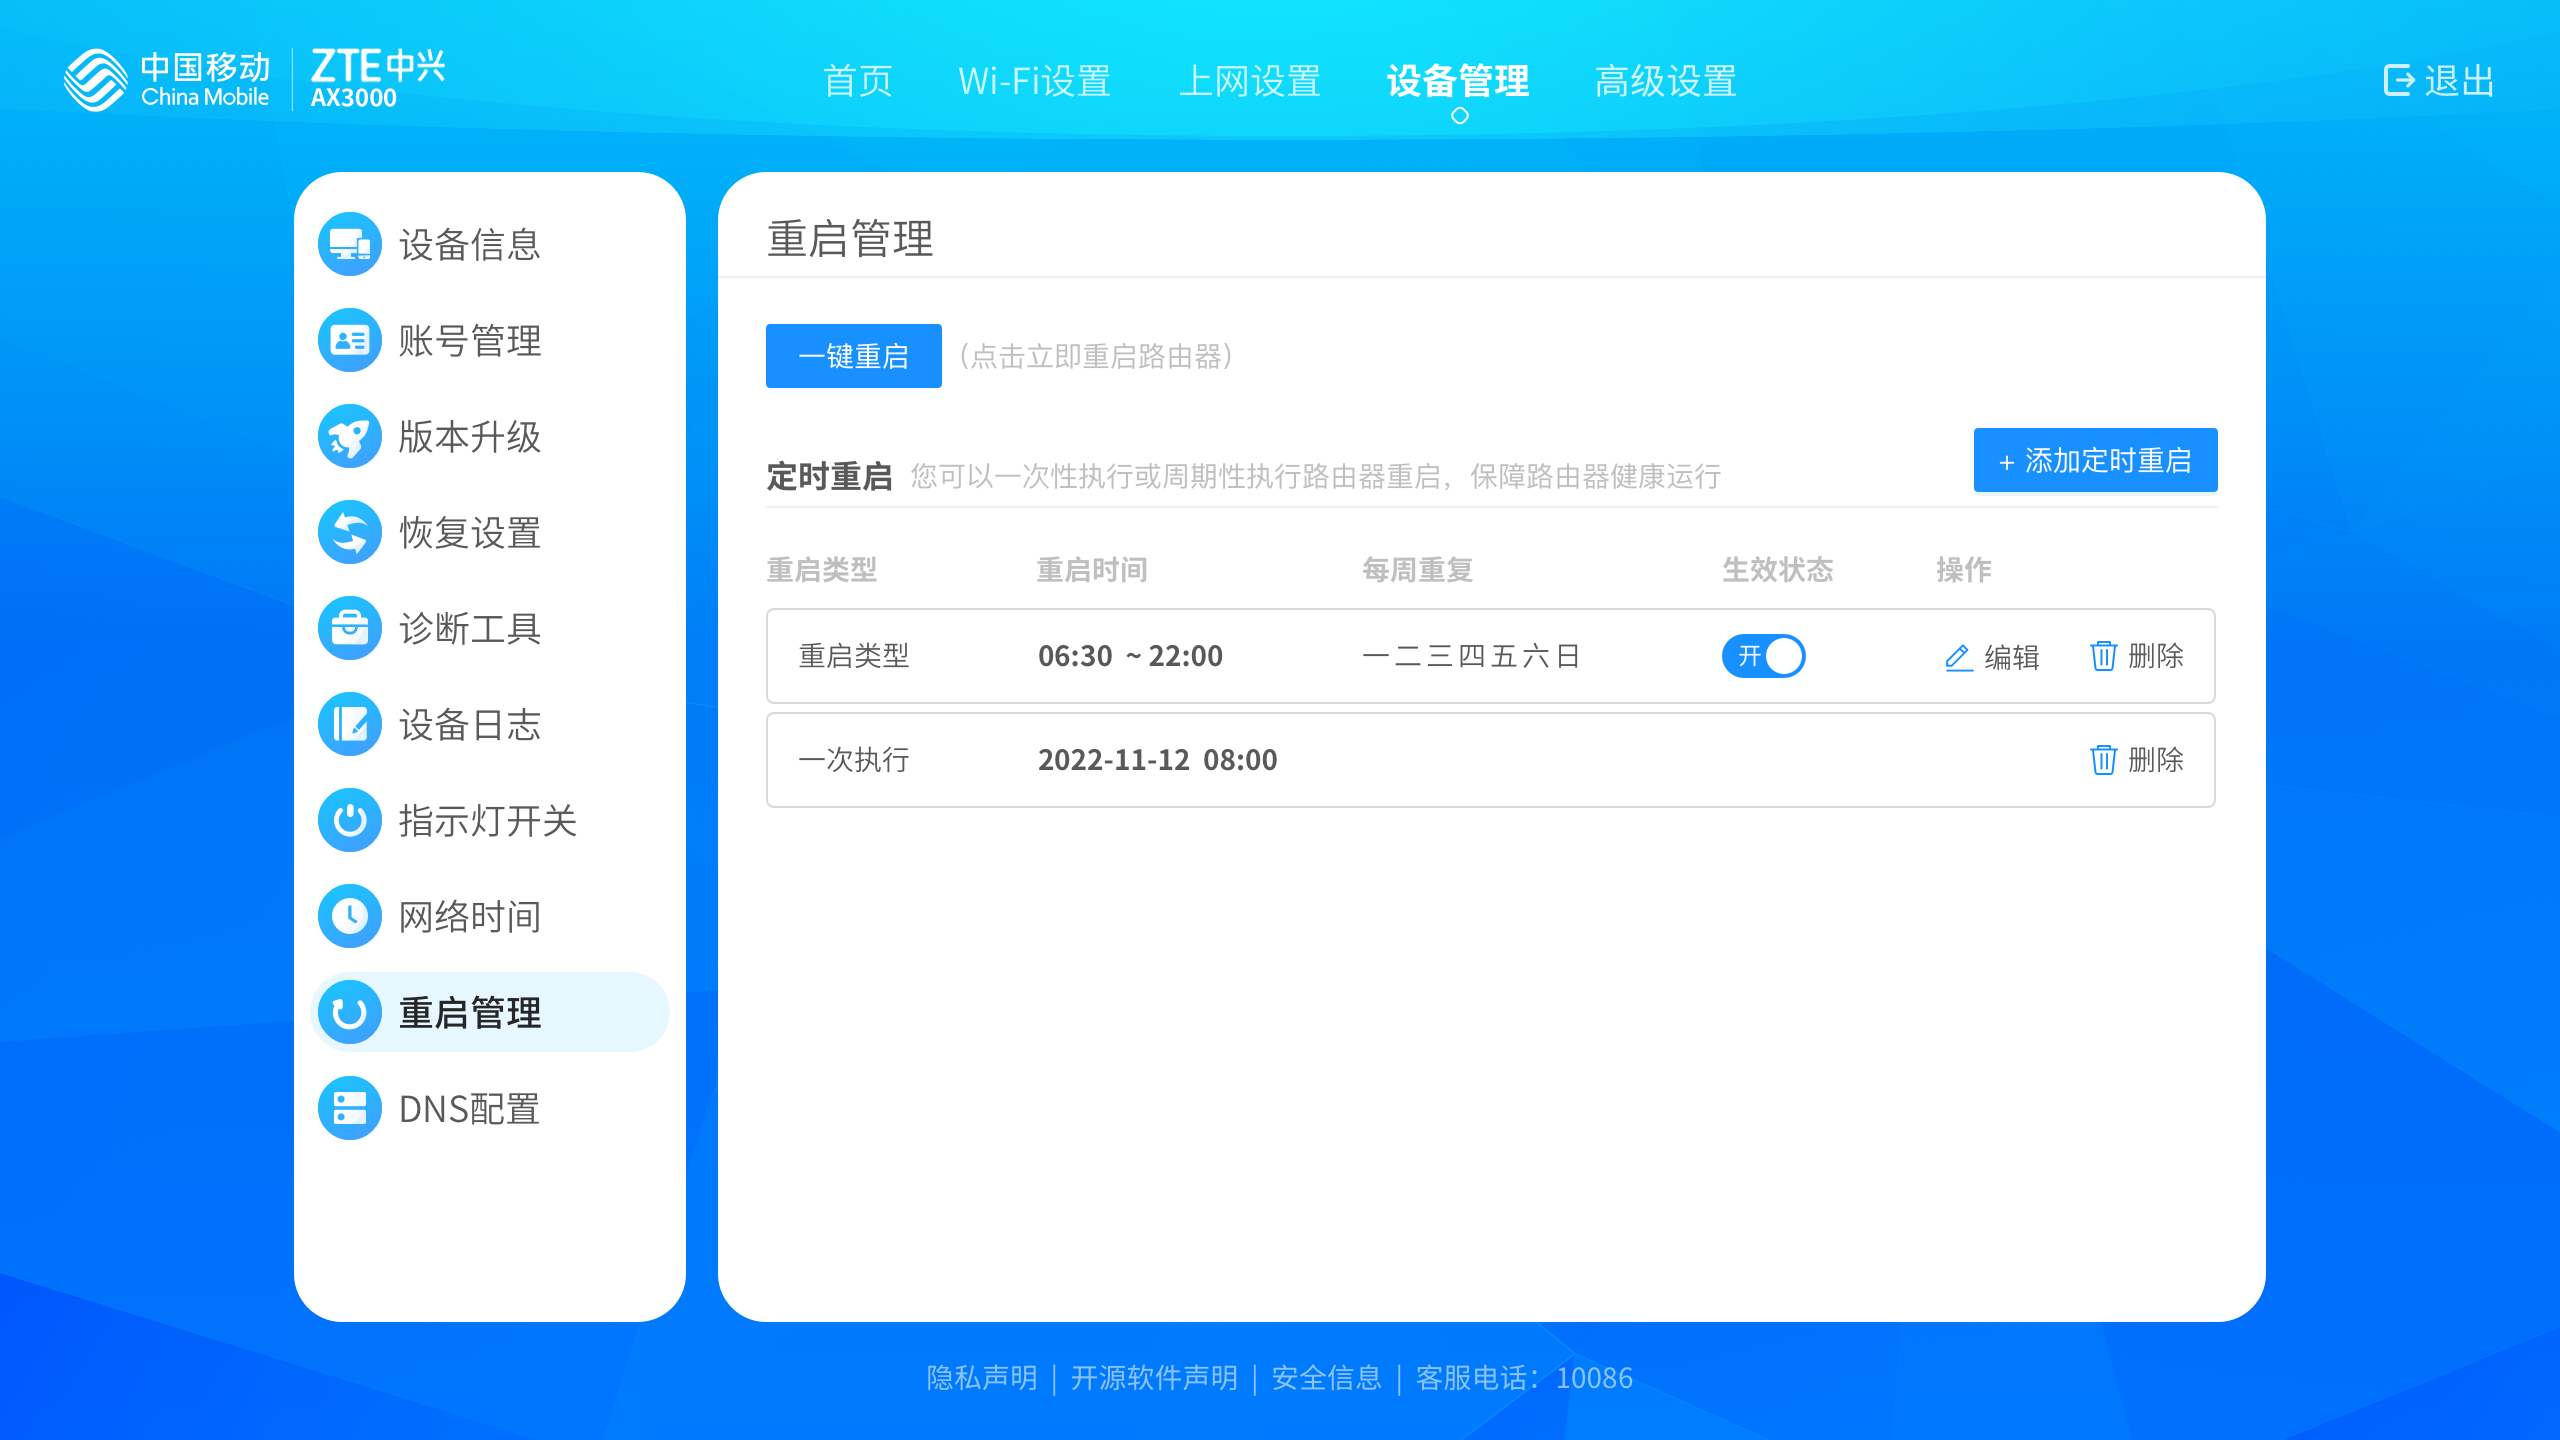 中国移动
China Mobile
ZTE中兴
AX3000
首页 Wi-Fi设置 上网设置 设备管理 高级设置
退出
设备信息
账号管理
版本升级
恢复设置
诊断工具
设备日志
指示灯开关
网络时间
重启管理
DNS配置
重启管理
一键重启 （点击立即重启路由器）
定时重启 您可以一次性执行或周期性执行路由器重启，保障路由器健康运行
+ 添加定时重启
重启类型 重启时间 每周重复 生效状态 操作
重启类型 06:30 ~ 22:00 一 二 三 四 五 六 日 开 编辑 删除
一次执行 2022-11-12 08:00 删除
隐私声明 | 开源软件声明 | 安全信息 | 客服电话：10086